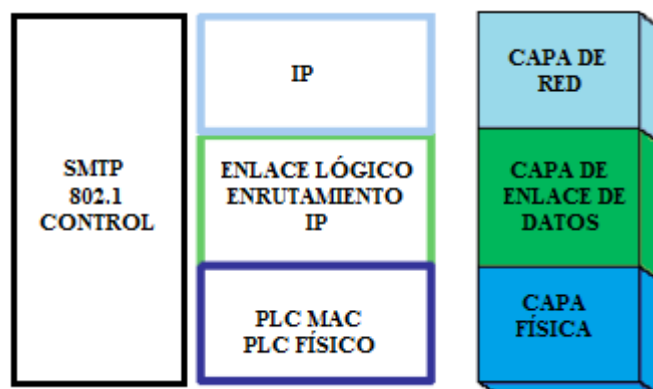 SMTP
802.1
CONTROL
IP
ENLACE LÓGICO
ENRUTAMIENTO
IP
PLC MAC
PLC FÍSICO
CAPA DE
RED
CAPA DE
ENLACE DE
DATOS
CAPA
FÍSICA